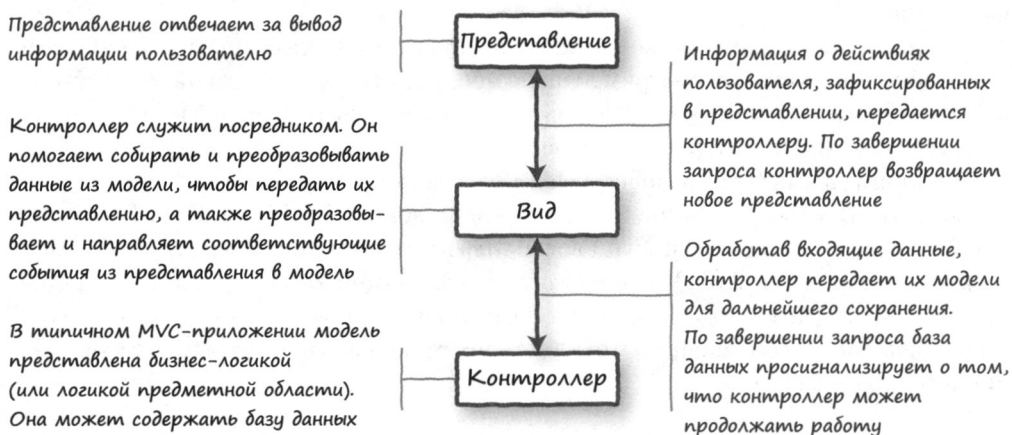 Представление отвечает за вывод
информации пользователю
Представление
Информация о действиях
пользователя, зафиксированных
в представлении, передается
контроллеру. По завершении
запроса контроллер возвращает
новое представление
Контроллер служит посредником. Он
помогает собирать и преобразовывать
данные из модели, чтобы передать их
представлению, а также преобразовы-
вает и направляет соответствующие
события из представления в модель
Вид
Обработав входящие данные,
контроллер передает их модели
для дальнейшего сохранения.
По завершении запроса база
данных просигнализирует о том,
что контроллер может
продолжать работу
В типичном MVC-приложении модель
представлена бизнес-логикой
(или логикой предметной области).
Она может содержать базу данных
Контроллер